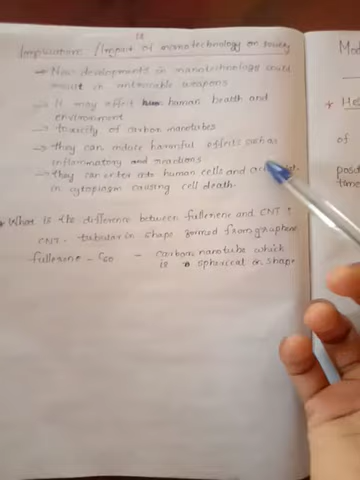 Implications / Impact of nanotechnology on society
→ New developments in nanotechnology could
result in untraceable weapons
→ It may affect human health and
environment
→ toxicity of carbon nanotubes
→ they can induce harmful effects such as
inflammatory and reactions
→ They can enter into human cells and
in cytoplasm causing cell death.
* What is the difference between fullerene and CNT?
CNT - tubular in shape formed from graphene
fullerene - C60 - carbon nanotube which
is spherical in shape
of